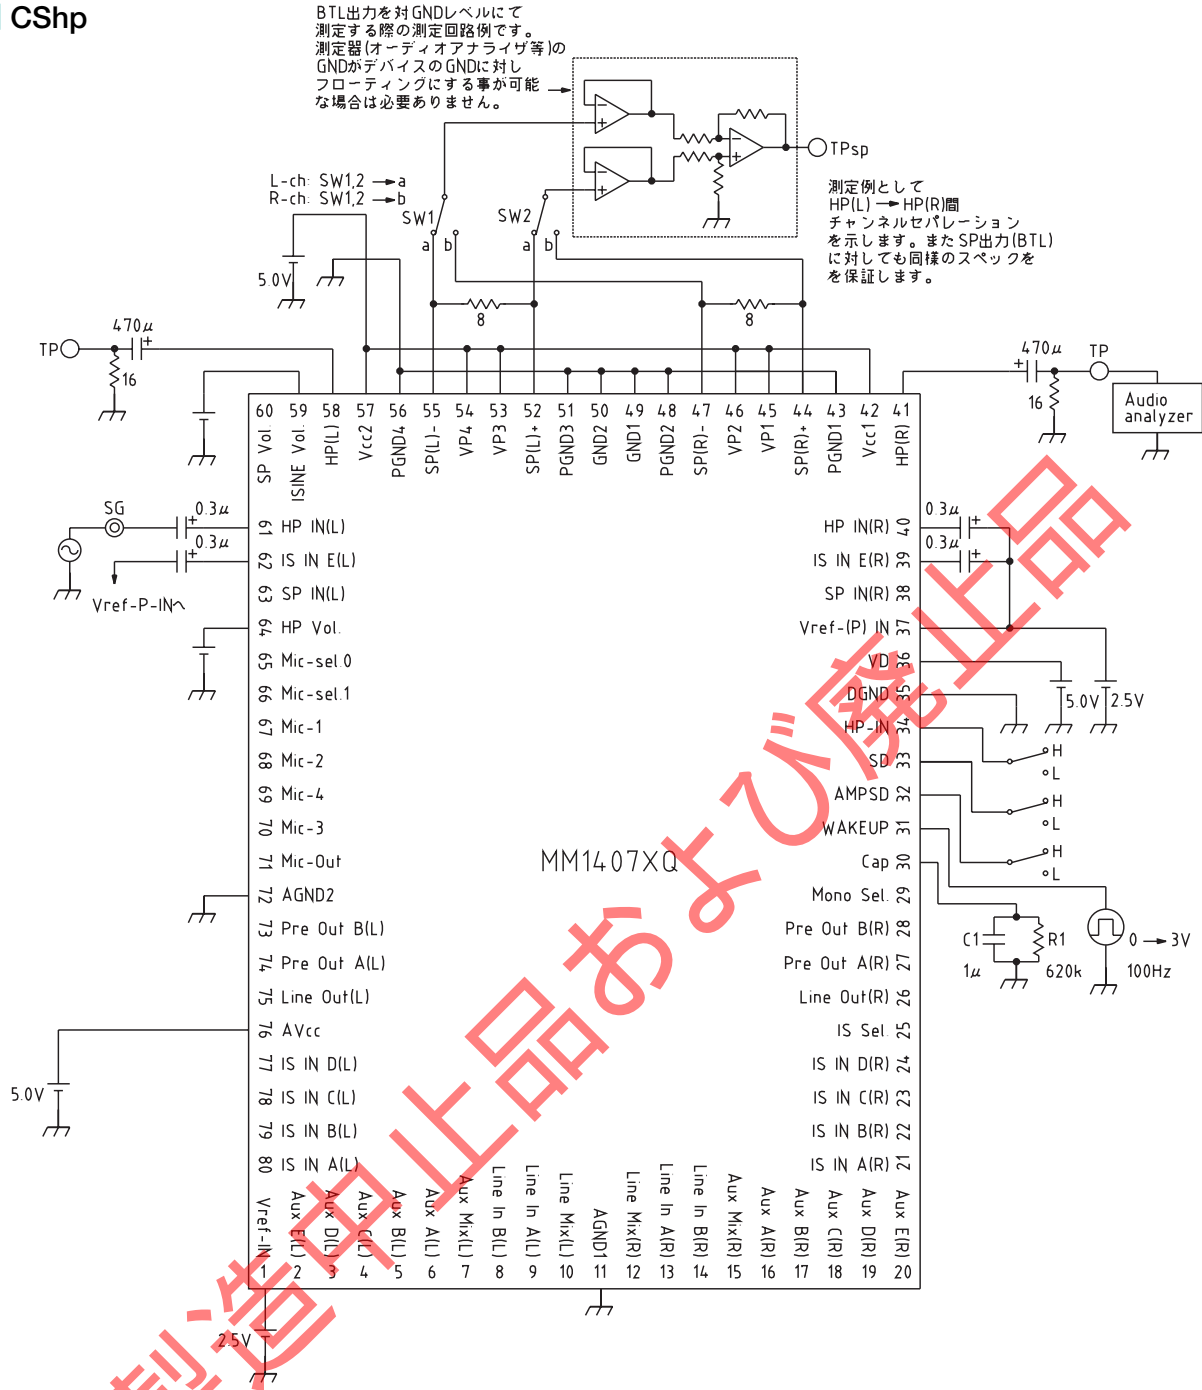 CShp
BTL出力を対GNDレベルにて
測定する際の測定回路例です。
測定器(オーディオアナライザ等)の
GNDがデバイスのGNDに対し
フローティングにする事が可能
な場合は必要ありません。
TPsp
L-ch: SW1,2 → a
R-ch: SW1,2 → b
SW1
SW2
a
b
a
b
測定例として
HP(L) → HP(R)間
チャンネルセパレーション
を示します。またSP出力(BTL)
に対しても同様のスペックを
を保証します。
5.0V
8
8
470μ
+
TP
16
470μ
+
TP
16
Audio
analyzer
60 SP Vol.
59 ISINE Vol.
58 HP(L)
57 Vcc2
56 PGND4
55 SP(L)-
54 VP4
53 VP3
52 SP(L)+
51 PGND3
50 GND2
49 GND1
48 PGND2
47 SP(R)-
46 VP2
45 VP1
44 SP(R)+
43 PGND1
42 Vcc1
41 HP(R)
SG
0.3μ
+
0.3μ
+
Vref-P-INへ
61 HP IN(L)
62 IS IN E(L)
63 SP IN(L)
64 HP Vol.
65 Mic-sel.0
66 Mic-sel.1
67 Mic-1
68 Mic-2
69 Mic-4
70 Mic-3
71 Mic-Out
72 AGND2
73 Pre Out B(L)
74 Pre Out A(L)
75 Line Out(L)
76 AVcc
77 IS IN D(L)
78 IS IN C(L)
79 IS IN B(L)
80 IS IN A(L)
5.0V
MM1407XQ
HP IN(R) 40
IS IN E(R) 39
SP IN(R) 38
Vref-(P) IN 37
VD 36
DGND 35
HP-IN 34
SD 33
AMPSD 32
WAKEUP 31
Cap 30
Mono Sel. 29
Pre Out B(R) 28
Pre Out A(R) 27
Line Out(R) 26
IS Sel. 25
IS IN D(R) 24
IS IN C(R) 23
IS IN B(R) 22
IS IN A(R) 21
0.3μ
+
0.3μ
+
5.0V
2.5V
H
L
H
L
H
L
C1
1μ
R1
620k
0 → 3V
100Hz
Vref-IN 1
Aux E(L) 2
Aux D(L) 3
Aux C(L) 4
Aux B(L) 5
Aux A(L) 6
Aux Mix(L) 7
Line In B(L) 8
Line In A(L) 9
Line Mix(L) 10
AGND1 11
Line Mix(R) 12
Line In A(R) 13
Line In B(R) 14
Aux Mix(R) 15
Aux A(R) 16
Aux B(R) 17
Aux C(R) 18
Aux D(R) 19
Aux E(R) 20
2.5V
製造中止品および廃止品